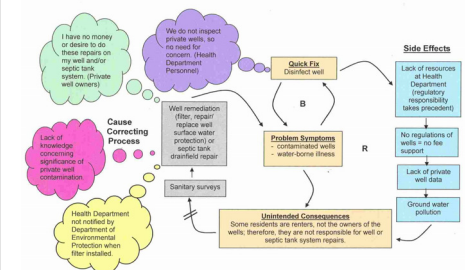 I have no money
or desire to do
these repairs on
my well and/or
septic tank
system. (Private
well owners)
We do not inspect
private wells, so
no need for
concern. (Health
Department
Personnel)
Quick Fix
Disinfect well
Side Effects
Lack of resources
at Health
Department
(regulatory
responsibility
takes precedent)
B
Cause
Correcting
Process
Well remediation
(filter, repair/
replace well
surface water
protection) or
septic tank
drainfield repair
Problem Symptoms
- contaminated wells
- water-borne illness
R
No regulations of
wells = no fee
support
Lack of
knowledge
concerning
significance of
private well
contamination.
Sanitary surveys
Lack of private
well data
Ground water
pollution
Health Department
not notified by
Department of
Environmental
Protection when
filter installed.
Unintended Consequences
Some residents are renters, not the owners of the
wells; therefore, they are not responsible for well or
septic tank system repairs.